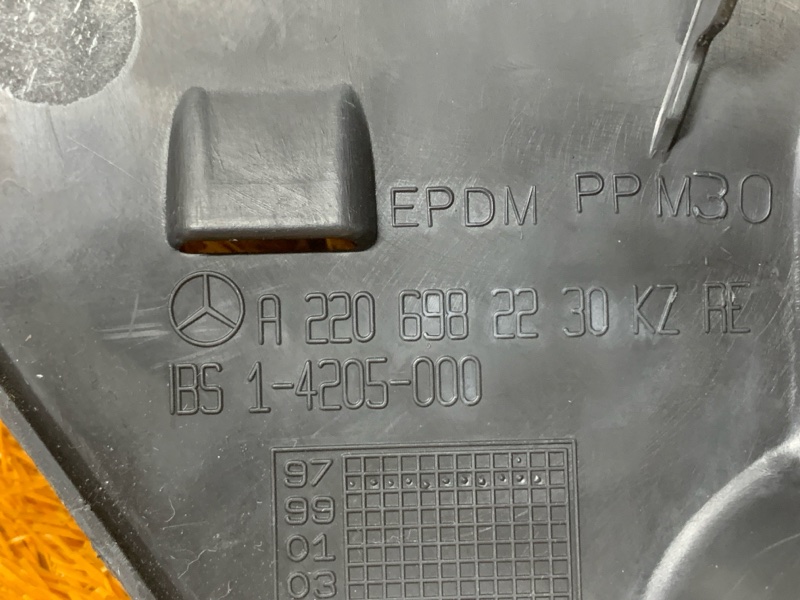 EPDM PPM30
A 220 698 22 30 KZ RE
IBS 1-4205-000
97
99
01
03